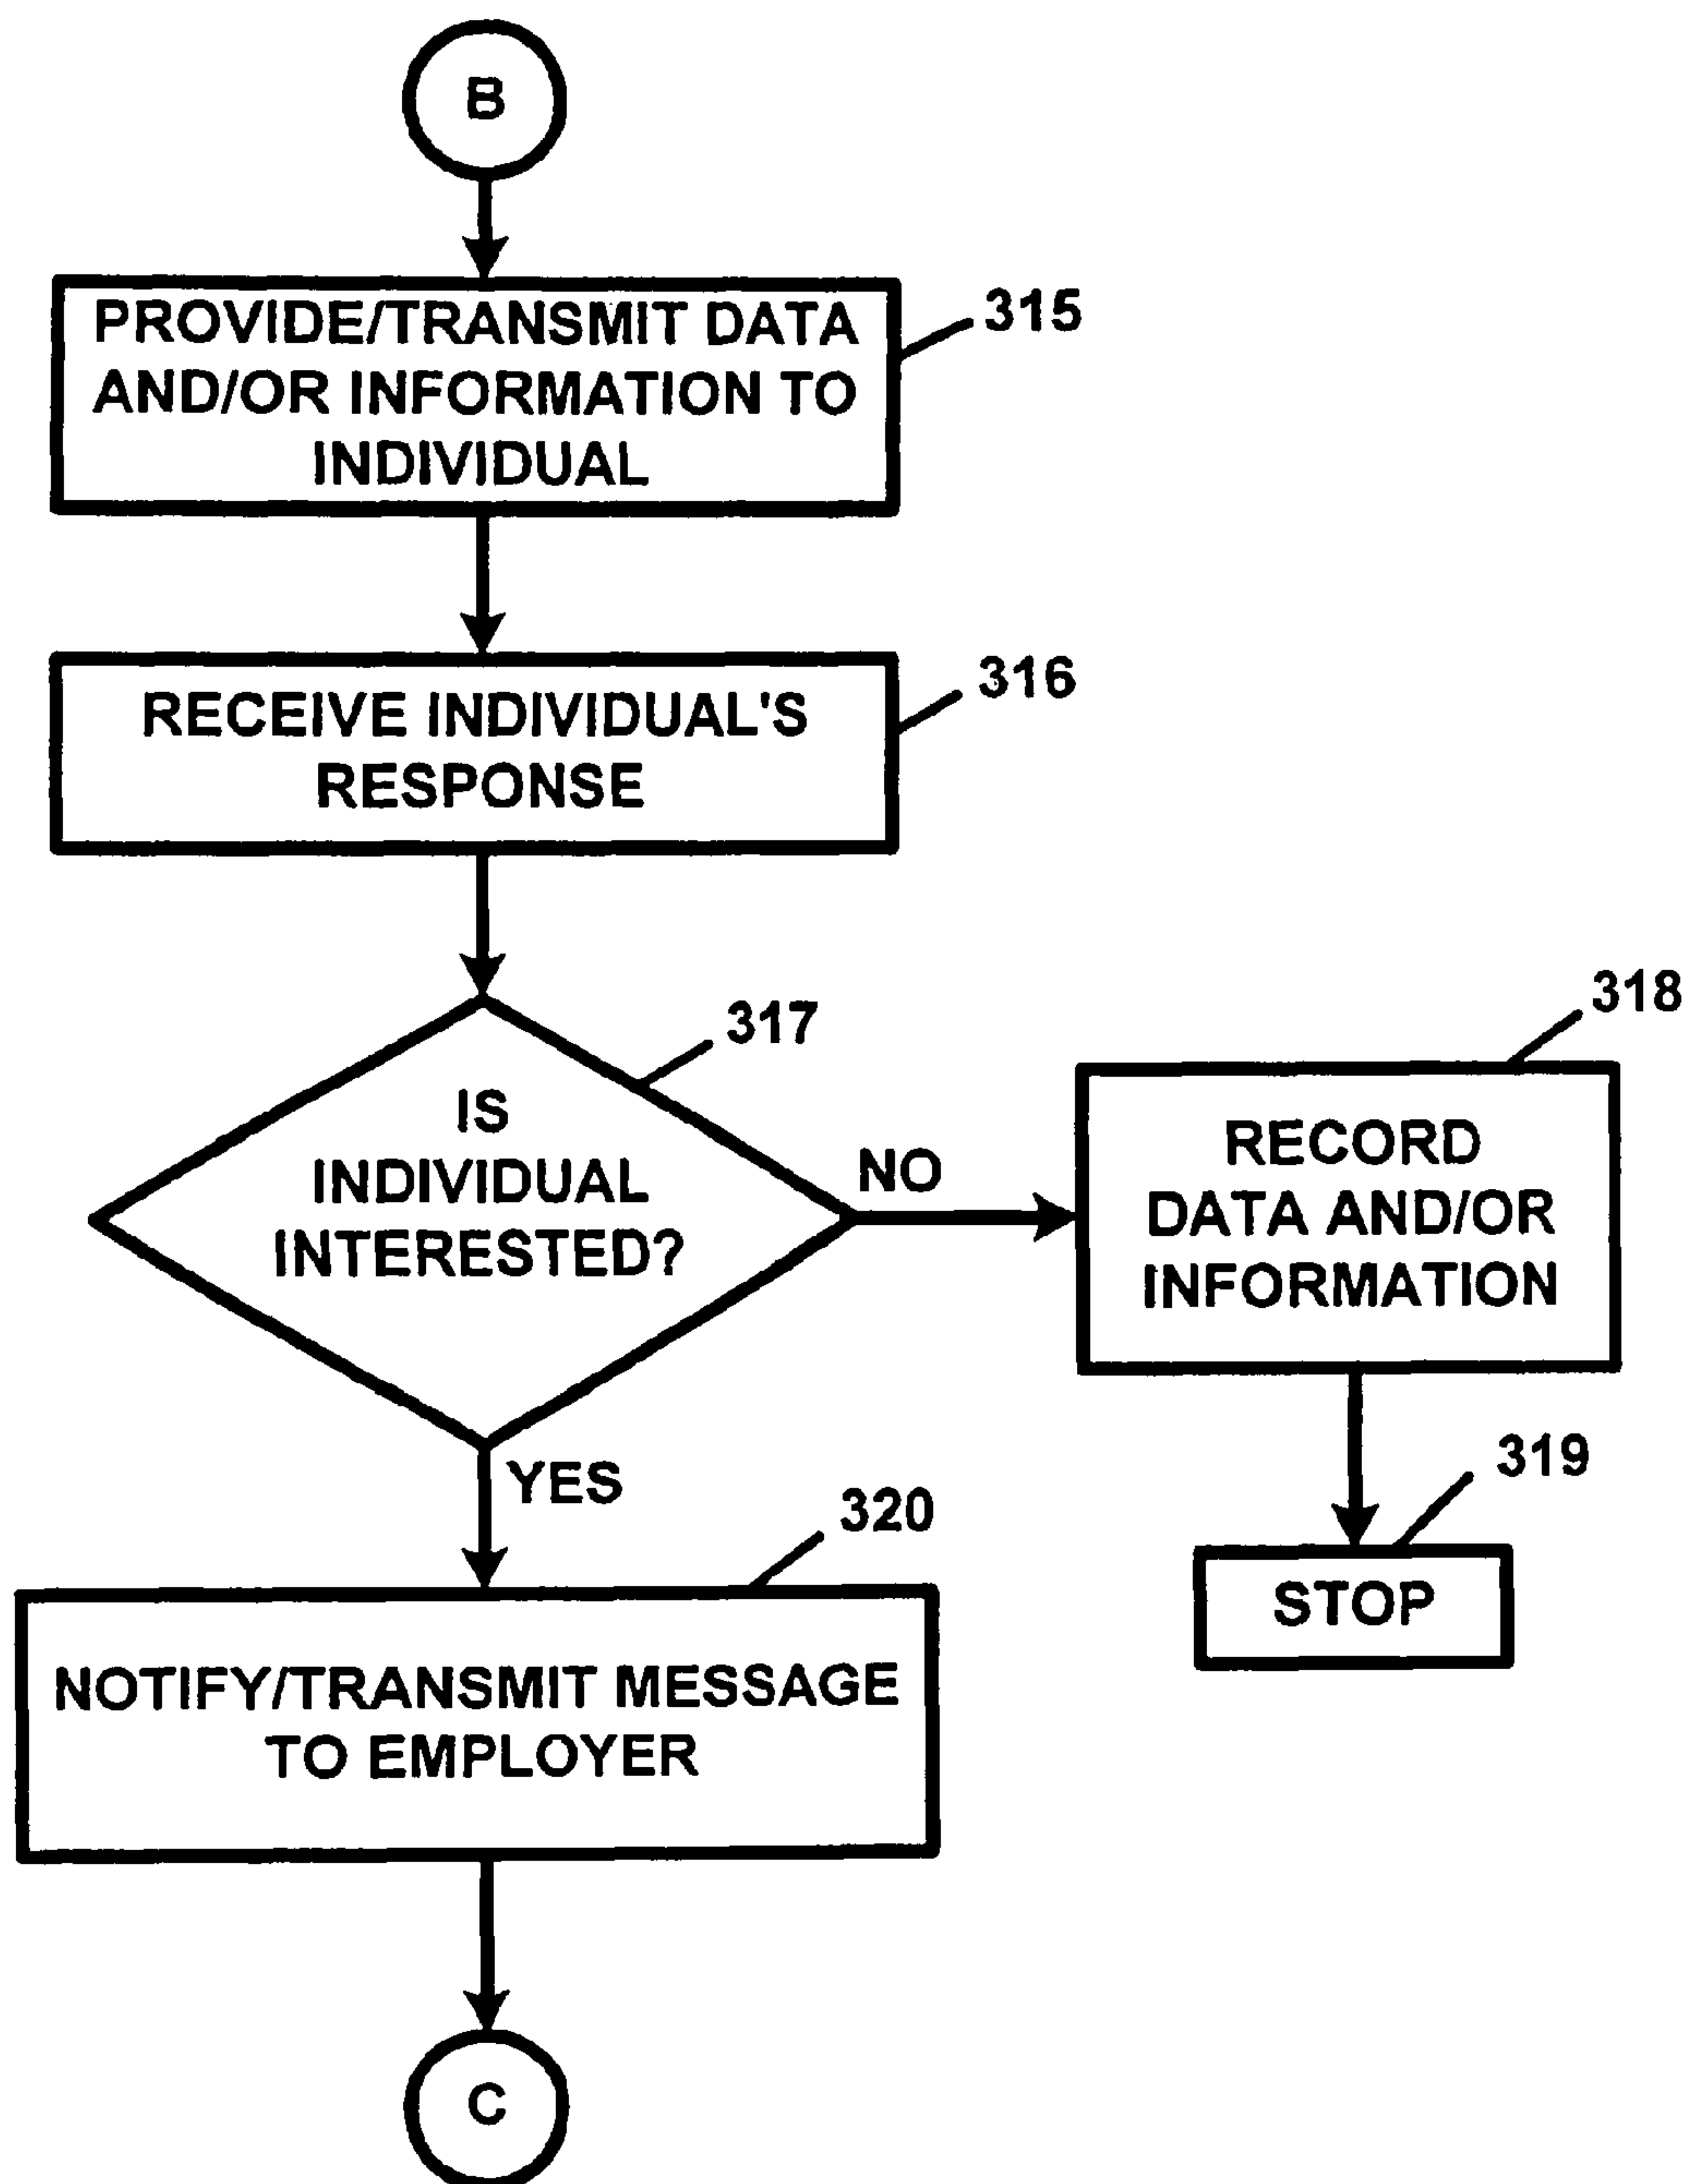 B
PROVIDE/TRANSMIT DATA
AND/OR INFORMATION TO
INDIVIDUAL
315
RECEIVE INDIVIDUAL'S
RESPONSE
316
317
IS
INDIVIDUAL
INTERESTED?
NO
318
RECORD
DATA AND/OR
INFORMATION
319
STOP
YES
320
NOTIFY/TRANSMIT MESSAGE
TO EMPLOYER
C